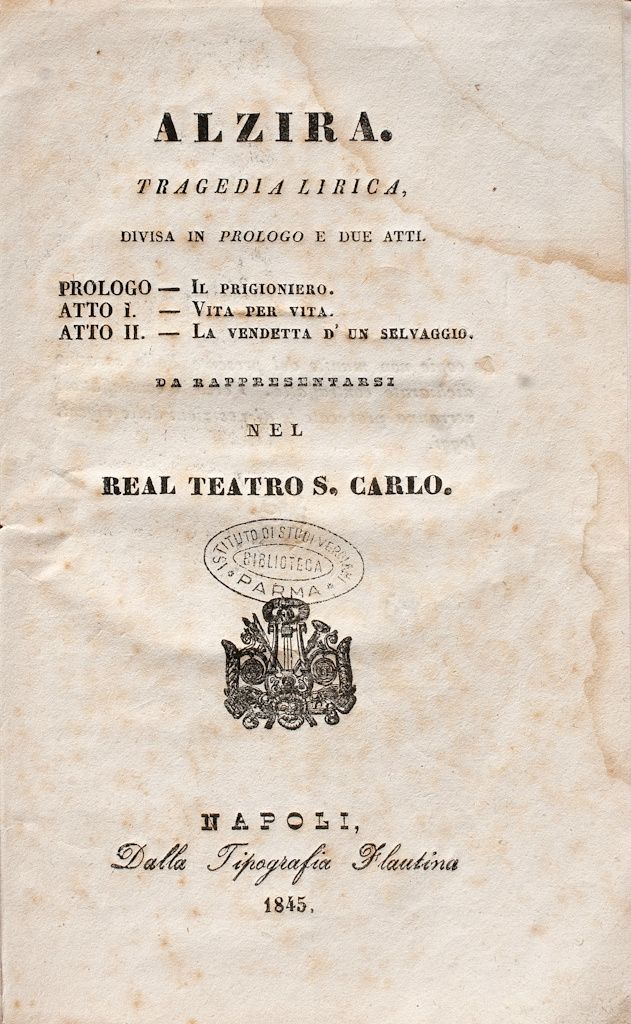 ALZIRA.
TRAGEDIA LIRICA,
DIVISA IN PROLOGO E DUE ATTI.
PROLOGO — IL PRIGIONIERO.
ATTO I. — VITA PER VITA.
ATTO II. — LA VENDETTA D' UN SELVAGGIO.
DA RAPPRESENTARSI
NEL
REAL TEATRO S. CARLO.
ISTITUTO DI STUDI VERDIANI
BIBLIOTECA
* PARMA *
NAPOLI,
Dalla Tipografia Flautina
1845.